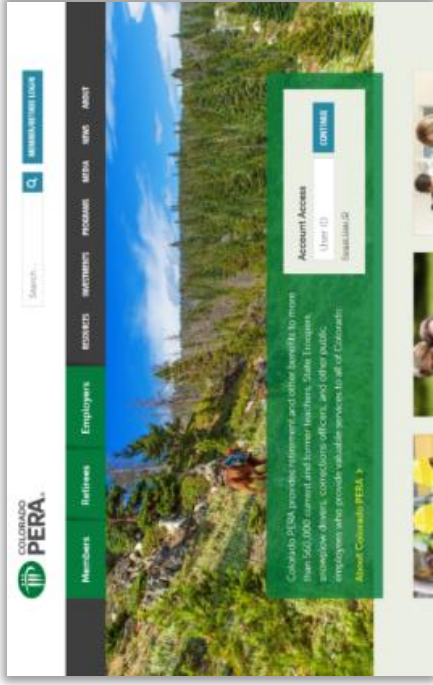 COLORADO
PERA
Search...
MEMBER/RETIREE LOGIN
Members
Retirees
Employers
RESOURCES
INVESTMENTS
PROGRAMS
MEDIA
NEWS
ABOUT
Colorado PERA provides retirement and other benefits to more
than 560,000 current and former teachers, State Troopers,
snowplow drivers, corrections officers, and other public
employees who provide valuable services to all of Colorado.
About Colorado PERA >
Account Access
User ID
CONTINUE
Forgot User ID